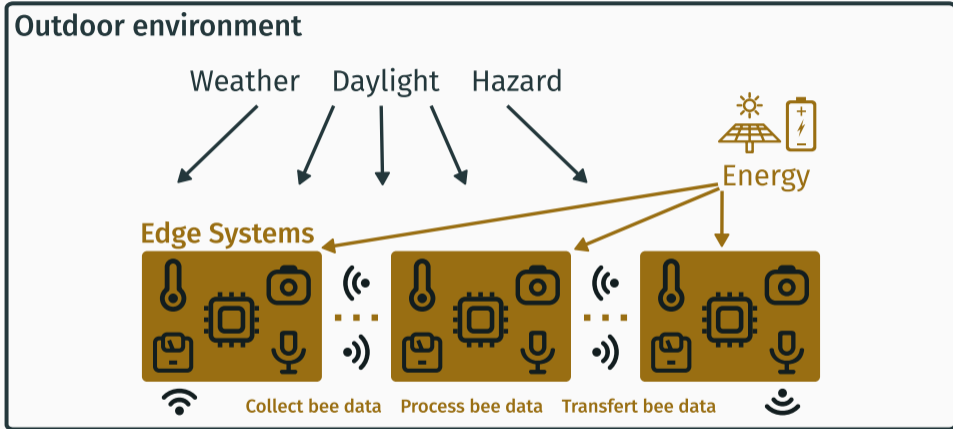 Outdoor environment
Weather Daylight Hazard
Energy
Edge Systems
Collect bee data Process bee data Transfert bee data